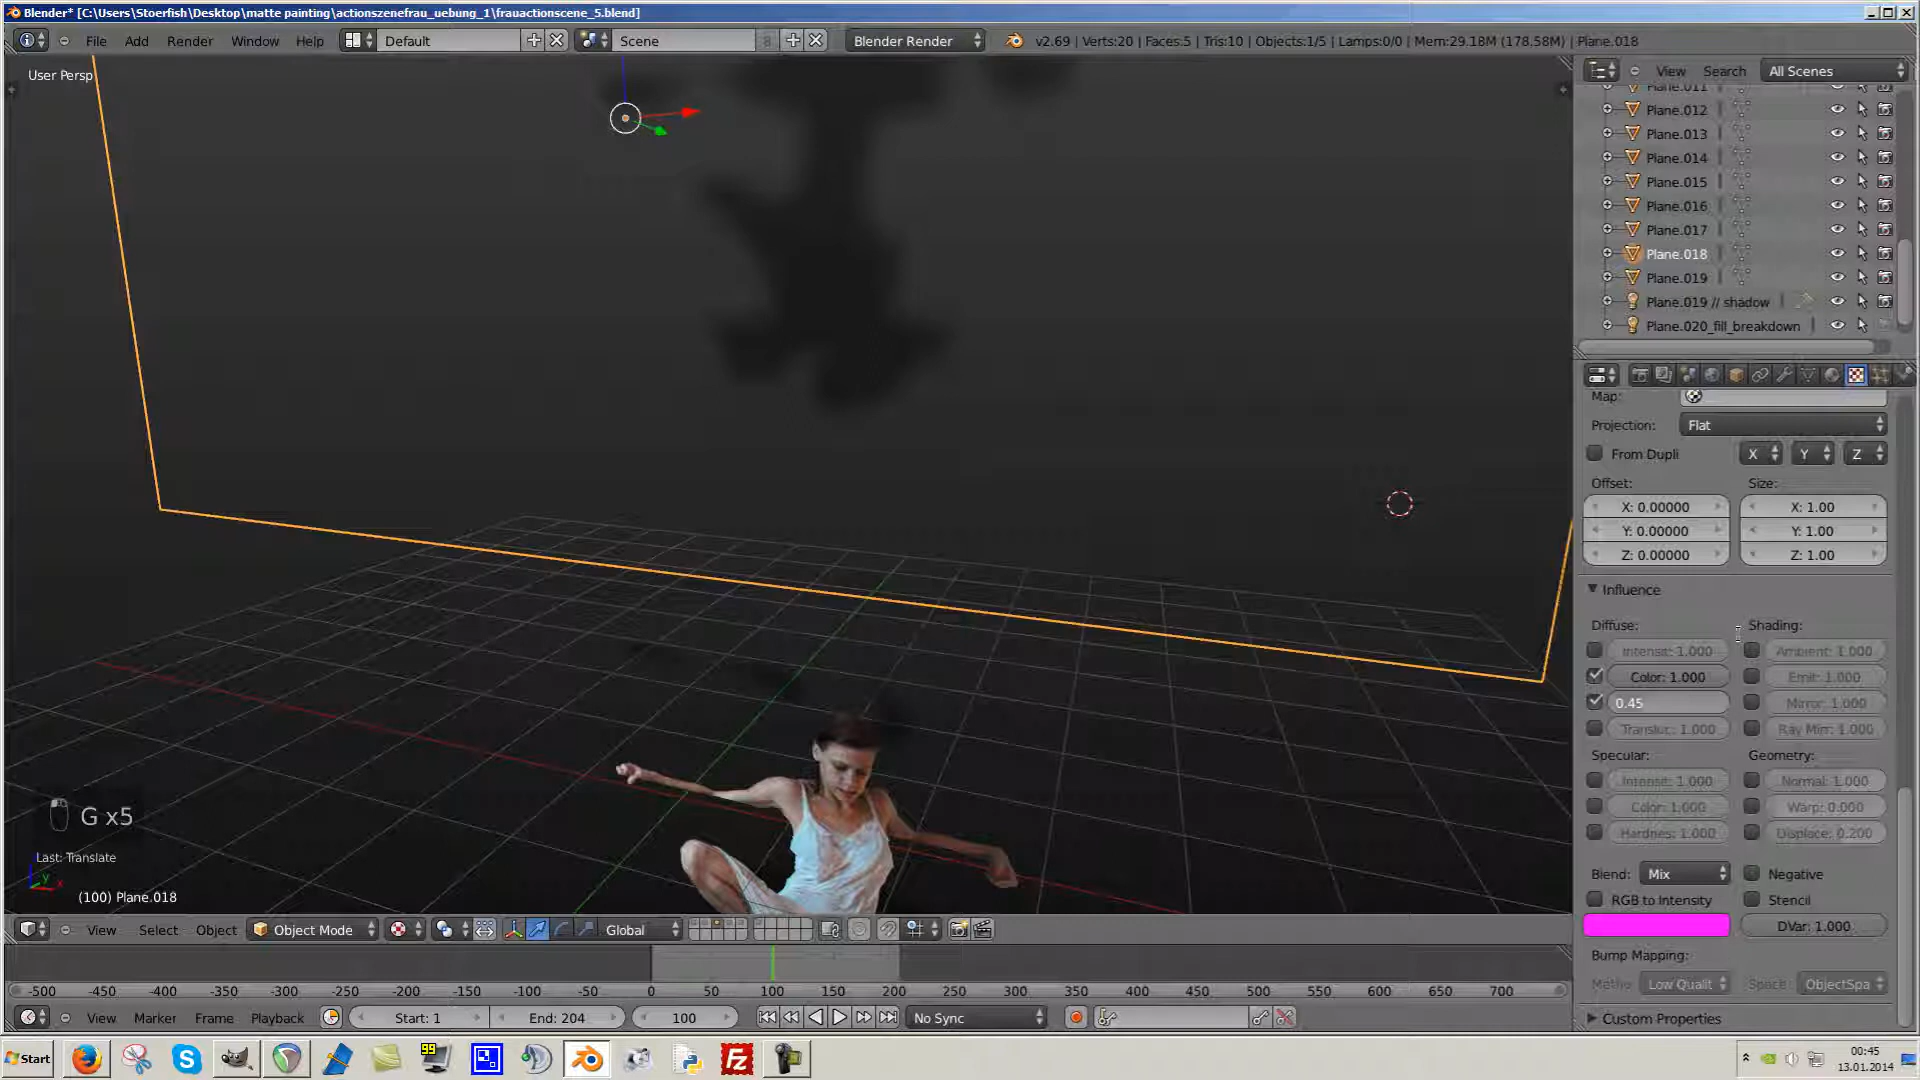 Blender* [C:\Users\Stoerfish\Desktop\matte painting\actionszenefrau_uebung_1\frauactionscene_5.blend]
File Add Render Window Help Default Scene 8 Blender Render v2.69 | Verts:20 | Faces:5 | Tris:10 | Objects:1/5 | Lamps:0/0 | Mem:29.18M (178.58M) | Plane.018
User Persp
View Search All Scenes
Plane.011
Plane.012
Plane.013
Plane.014
Plane.015
Plane.016
Plane.017
Plane.018
Plane.019
Plane.019 // shadow
Plane.020_fill_breakdown
Map:
Projection: Flat
From Dupli X Y Z
Offset: Size:
X: 0.00000 X: 1.00
Y: 0.00000 Y: 1.00
Z: 0.00000 Z: 1.00
Influence
Diffuse: Shading:
Intensit: 1.000 Ambient: 1.000
Color: 1.000 Emit: 1.000
0.45 Mirror: 1.000
Transluc: 1.000 Ray Mirr: 1.000
Specular: Geometry:
Intensit: 1.000 Normal: 1.000
Color: 1.000 Warp: 0.000
Hardnes: 1.000 Displace: 0.200
Blend: Mix Negative
RGB to Intensity Stencil
DVar: 1.000
Bump Mapping:
Metho Low Qualit Space: ObjectSpa
Custom Properties
G x5
Last: Translate
z y x
(100) Plane.018
View Select Object Object Mode Global
-500 -450 -400 -350 -300 -250 -200 -150 -100 -50 0 50 100 150 200 250 300 350 400 450 500 550 600 650 700
View Marker Frame Playback Start: 1 End: 204 100 No Sync
Start 99 00:45
13.01.2014